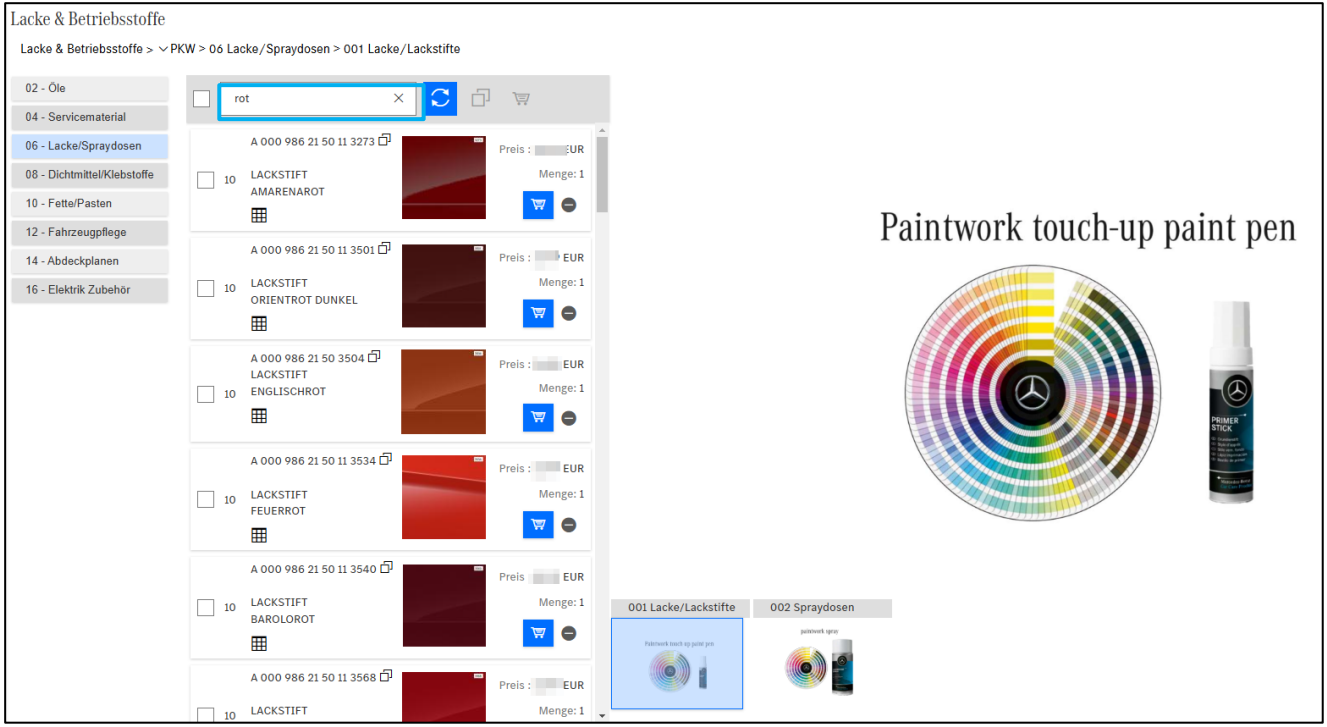 Lacke & Betriebsstoffe
Lacke & Betriebsstoffe > PKW > 06 Lacke/Spraydosen > 001 Lacke/Lackstifte
02 - Öle
04 - Servicematerial
06 - Lacke/Spraydosen
08 - Dichtmittel/Klebstoffe
10 - Fette/Pasten
12 - Fahrzeugpflege
14 - Abdeckplanen
16 - Elektrik Zubehör
rot
A 000 986 21 50 11 3273
Preis : EUR
10 LACKSTIFT
AMARENAROT
Menge: 1
A 000 986 21 50 11 3501
Preis : EUR
10 LACKSTIFT
ORIENTROT DUNKEL
Menge: 1
A 000 986 21 50 3504
Preis : EUR
10 LACKSTIFT
ENGLISCHROT
Menge: 1
A 000 986 21 50 11 3534
Preis : EUR
10 LACKSTIFT
FEUERROT
Menge: 1
A 000 986 21 50 11 3540
Preis EUR
10 LACKSTIFT
BAROLOROT
Menge: 1
A 000 986 21 50 11 3568
Preis : EUR
10 LACKSTIFT
Menge: 1
Paintwork touch-up paint pen
PRIMER
STICK
001 Lacke/Lackstifte
002 Spraydosen
Paintwork touch up paint pen
paintwork spray